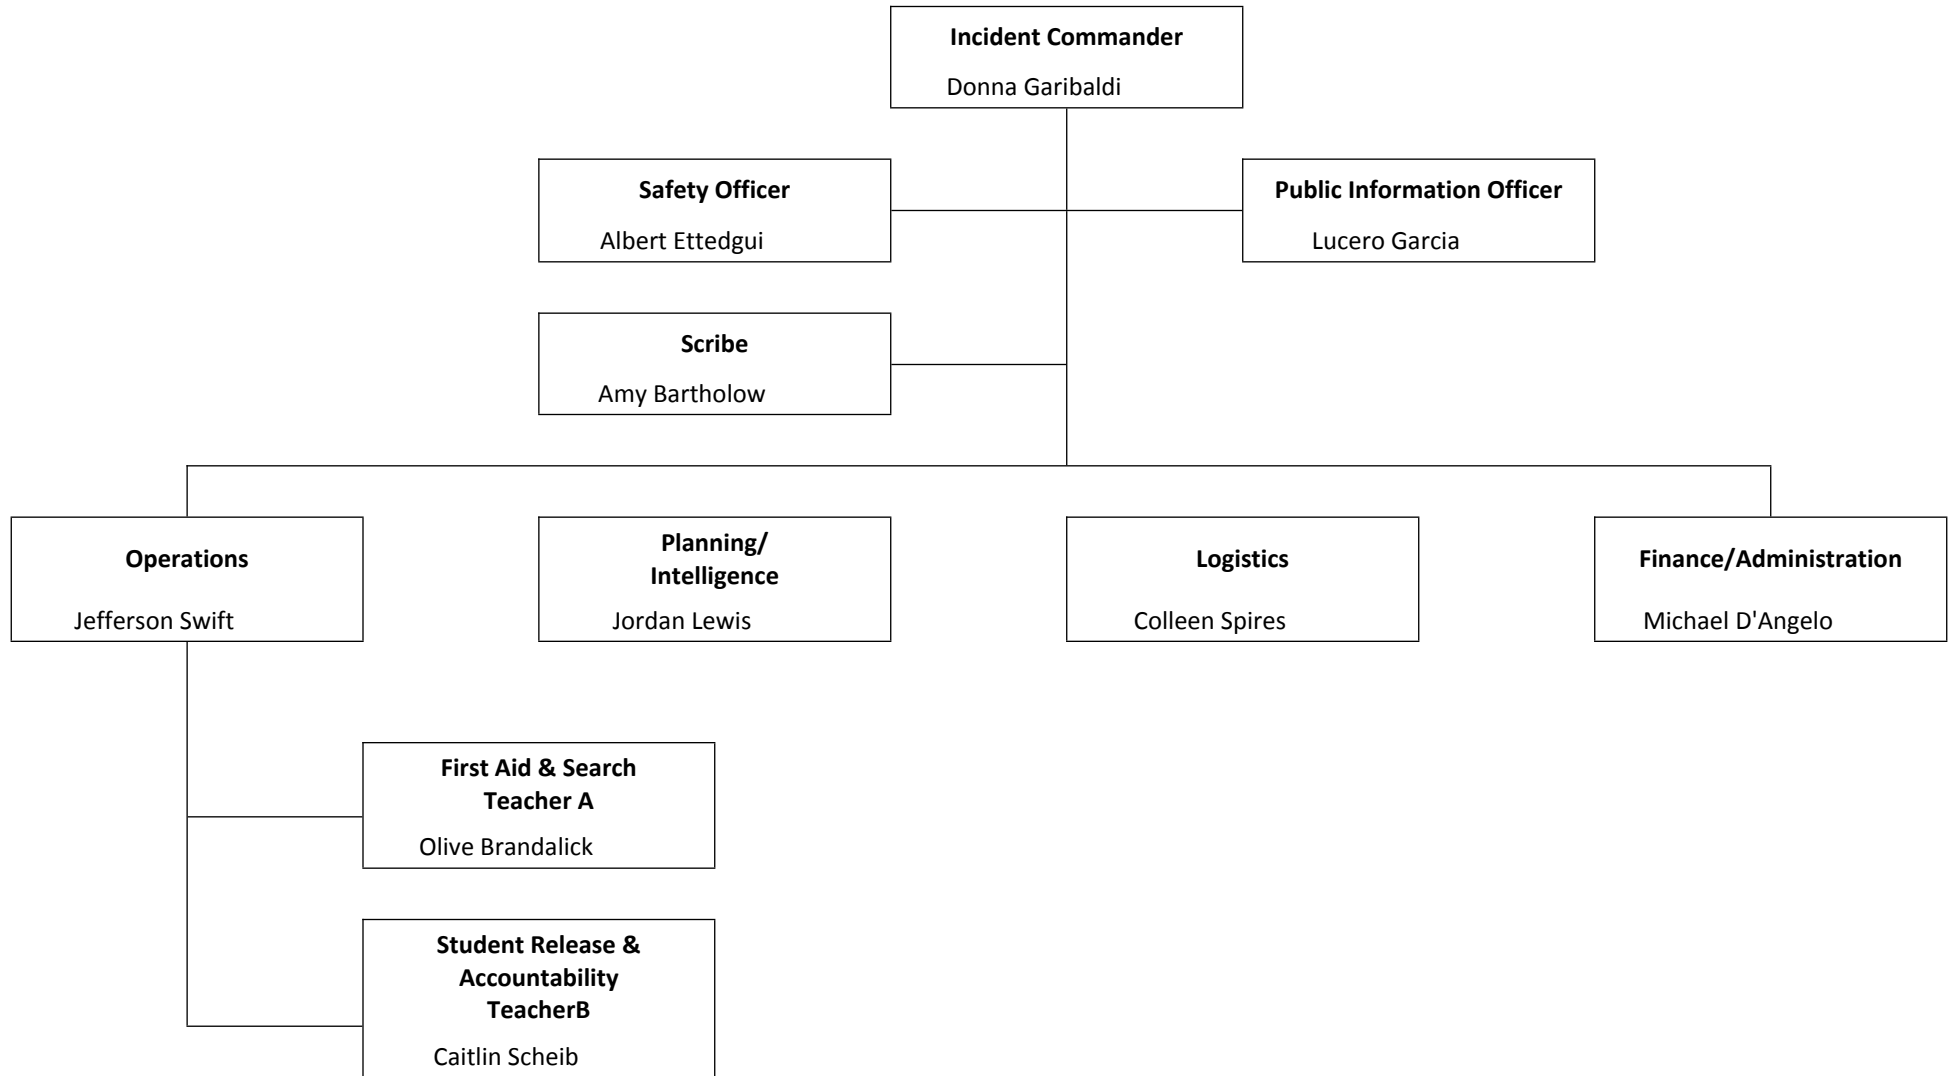 Incident Commander
Donna Garibaldi
Safety Officer
Albert Ettedgui
Public Information Officer
Lucero Garcia
Scribe
Amy Bartholow
Operations
Jefferson Swift
Planning/
Intelligence
Jordan Lewis
Logistics
Colleen Spires
Finance/Administration
Michael D'Angelo
First Aid & Search
Teacher A
Olive Brandalick
Student Release &
Accountability
TeacherB
Caitlin Scheib